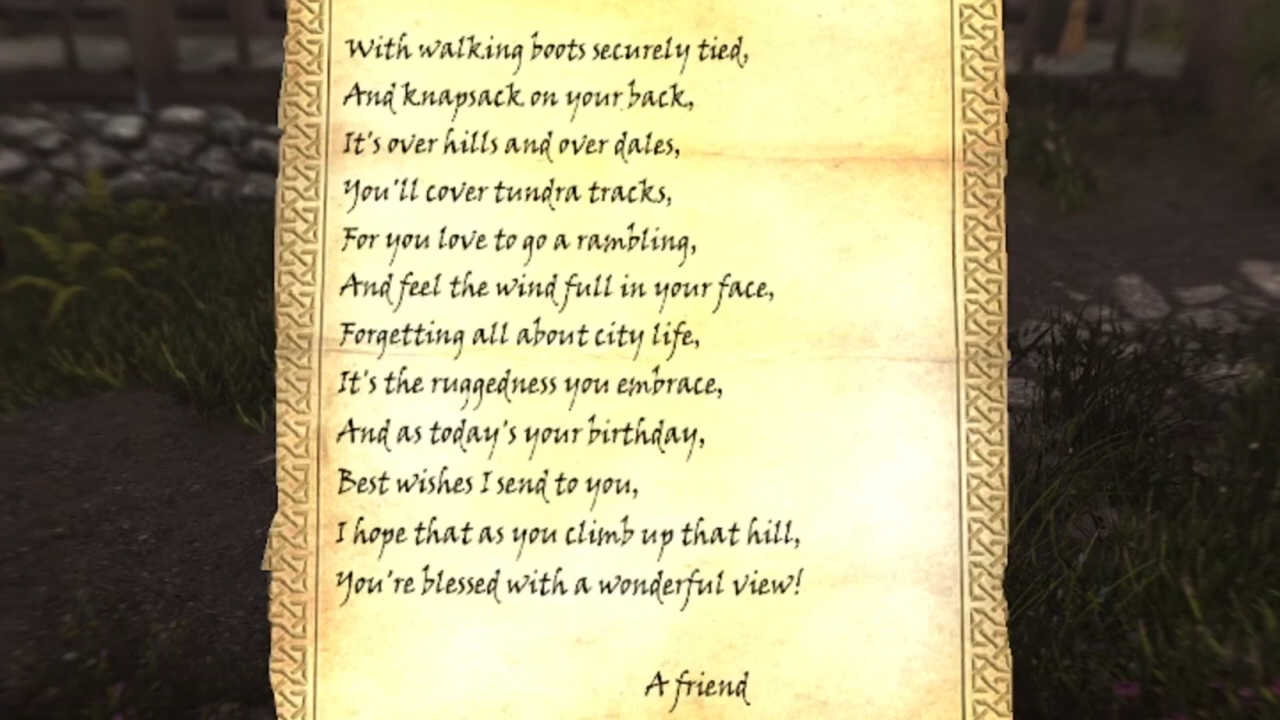 With walking boots securely tied,
And knapsack on your back,
It's over hills and over dales,
You'll cover tundra tracks,
For you love to go a rambling,
And feel the wind full in your face,
Forgetting all about city life,
It's the ruggedness you embrace,
And as today's your birthday,
Best wishes I send to you,
I hope that as you climb up that hill,
You're blessed with a wonderful view!
A friend